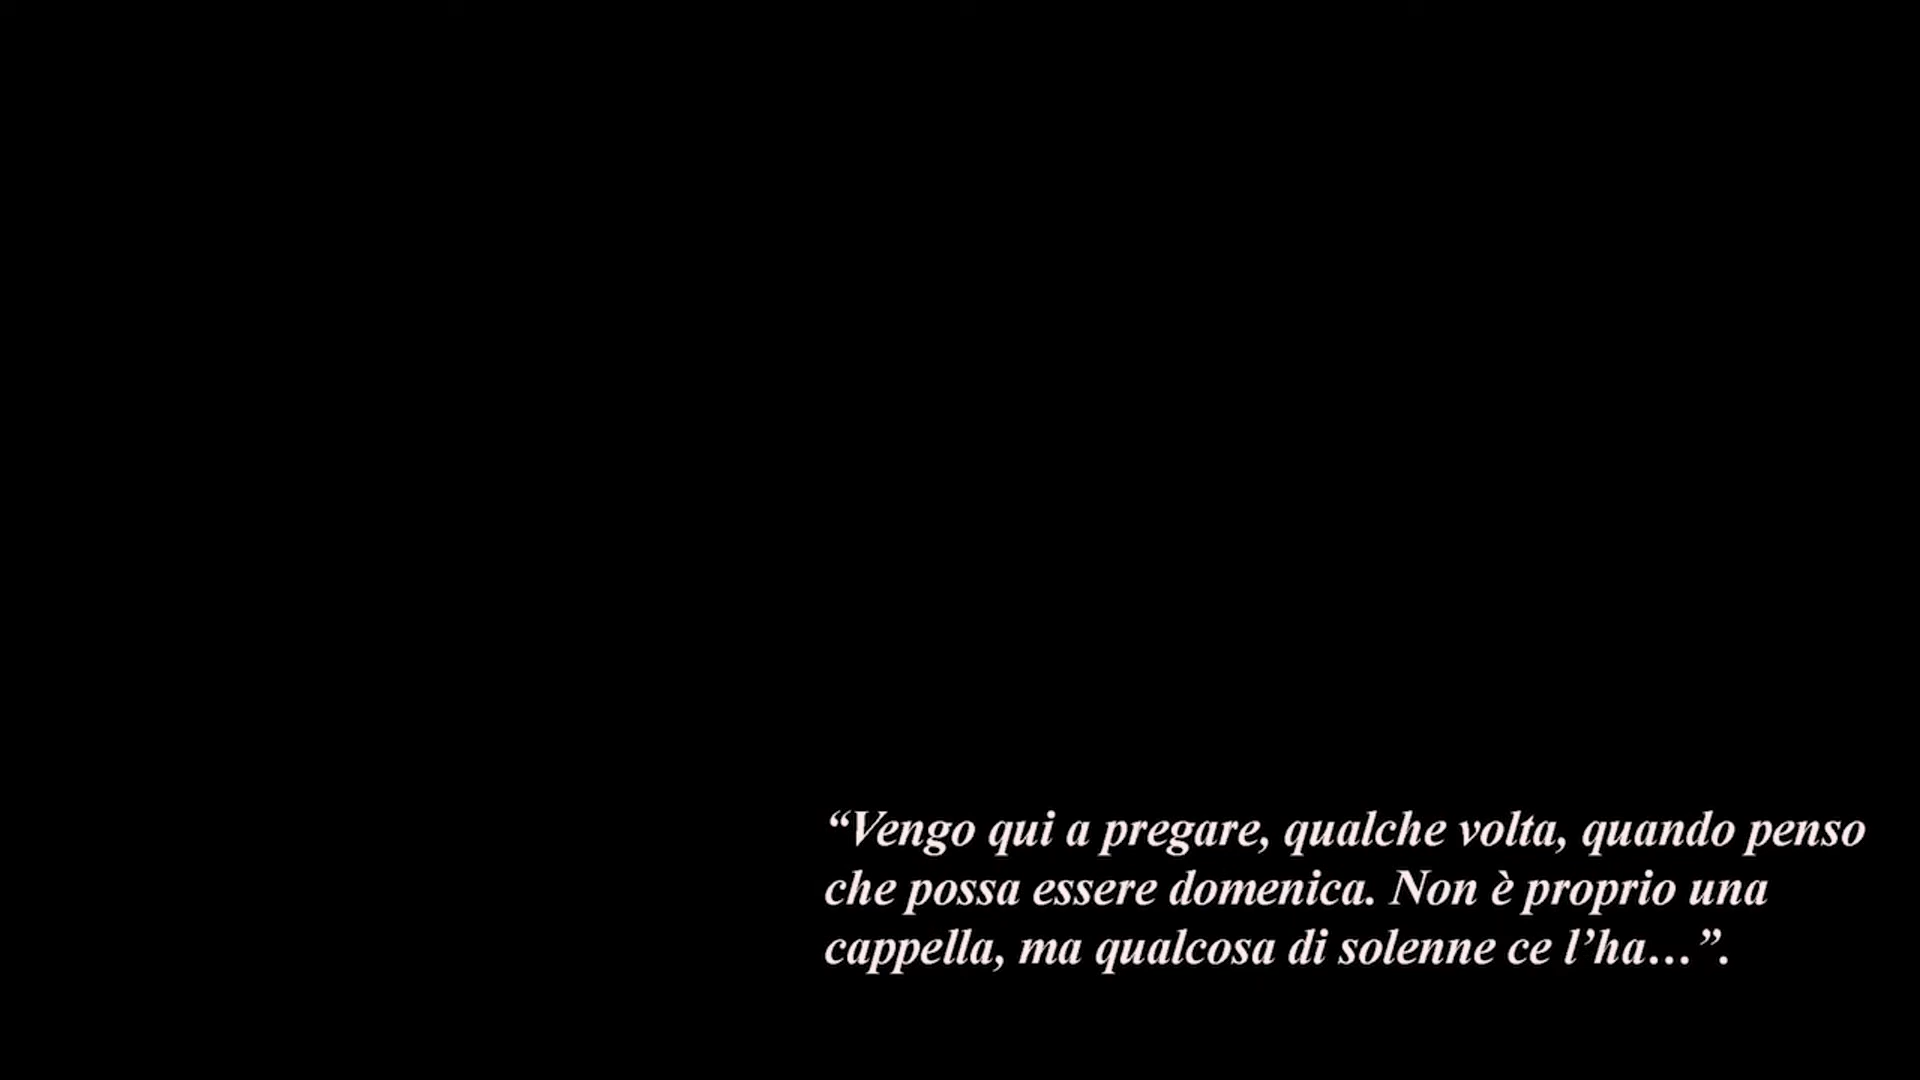 “Vengo qui a pregare, qualche volta, quando penso
che possa essere domenica. Non è proprio una
cappella, ma qualcosa di solenne ce l’ha…”.